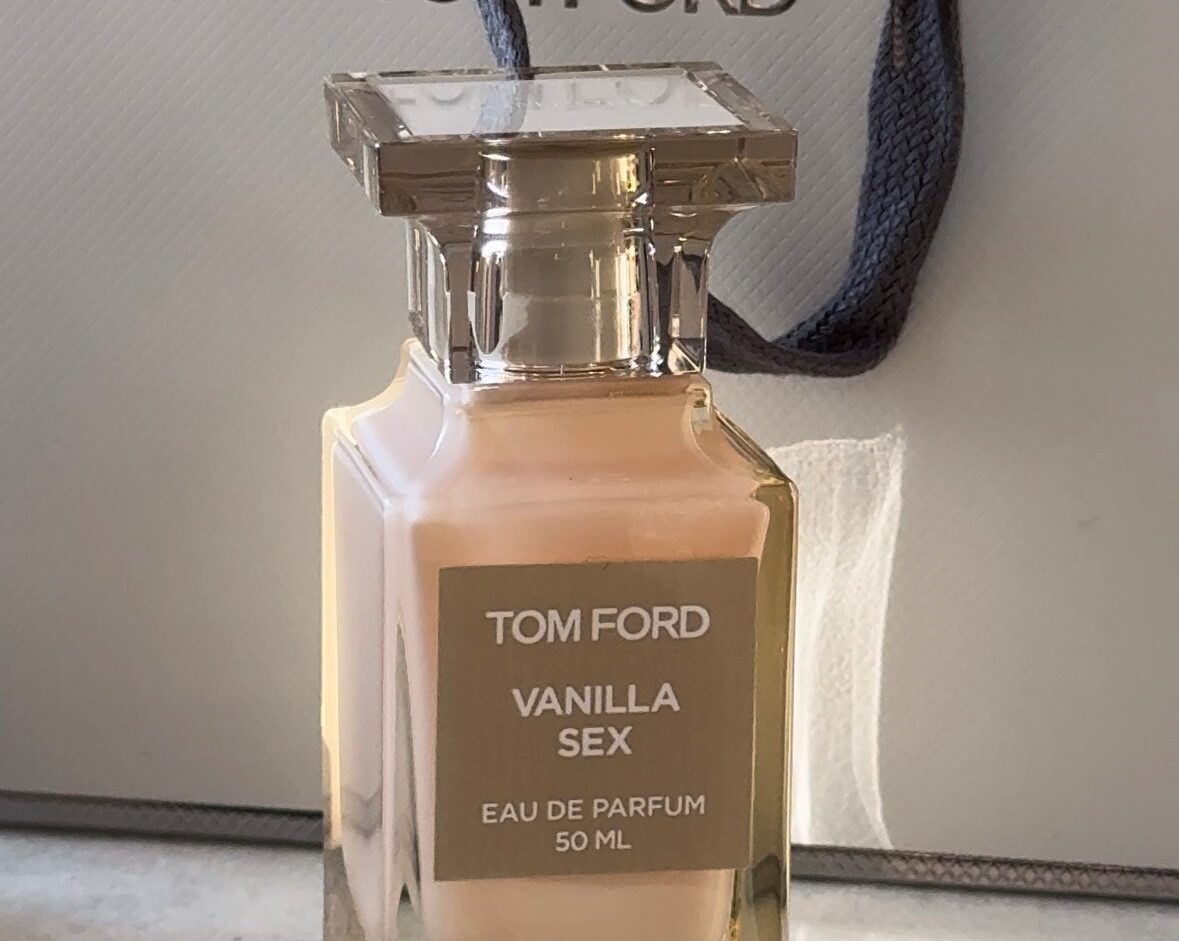 TOM FORD
VANILLA
SEX
EAU DE PARFUM
50 ML